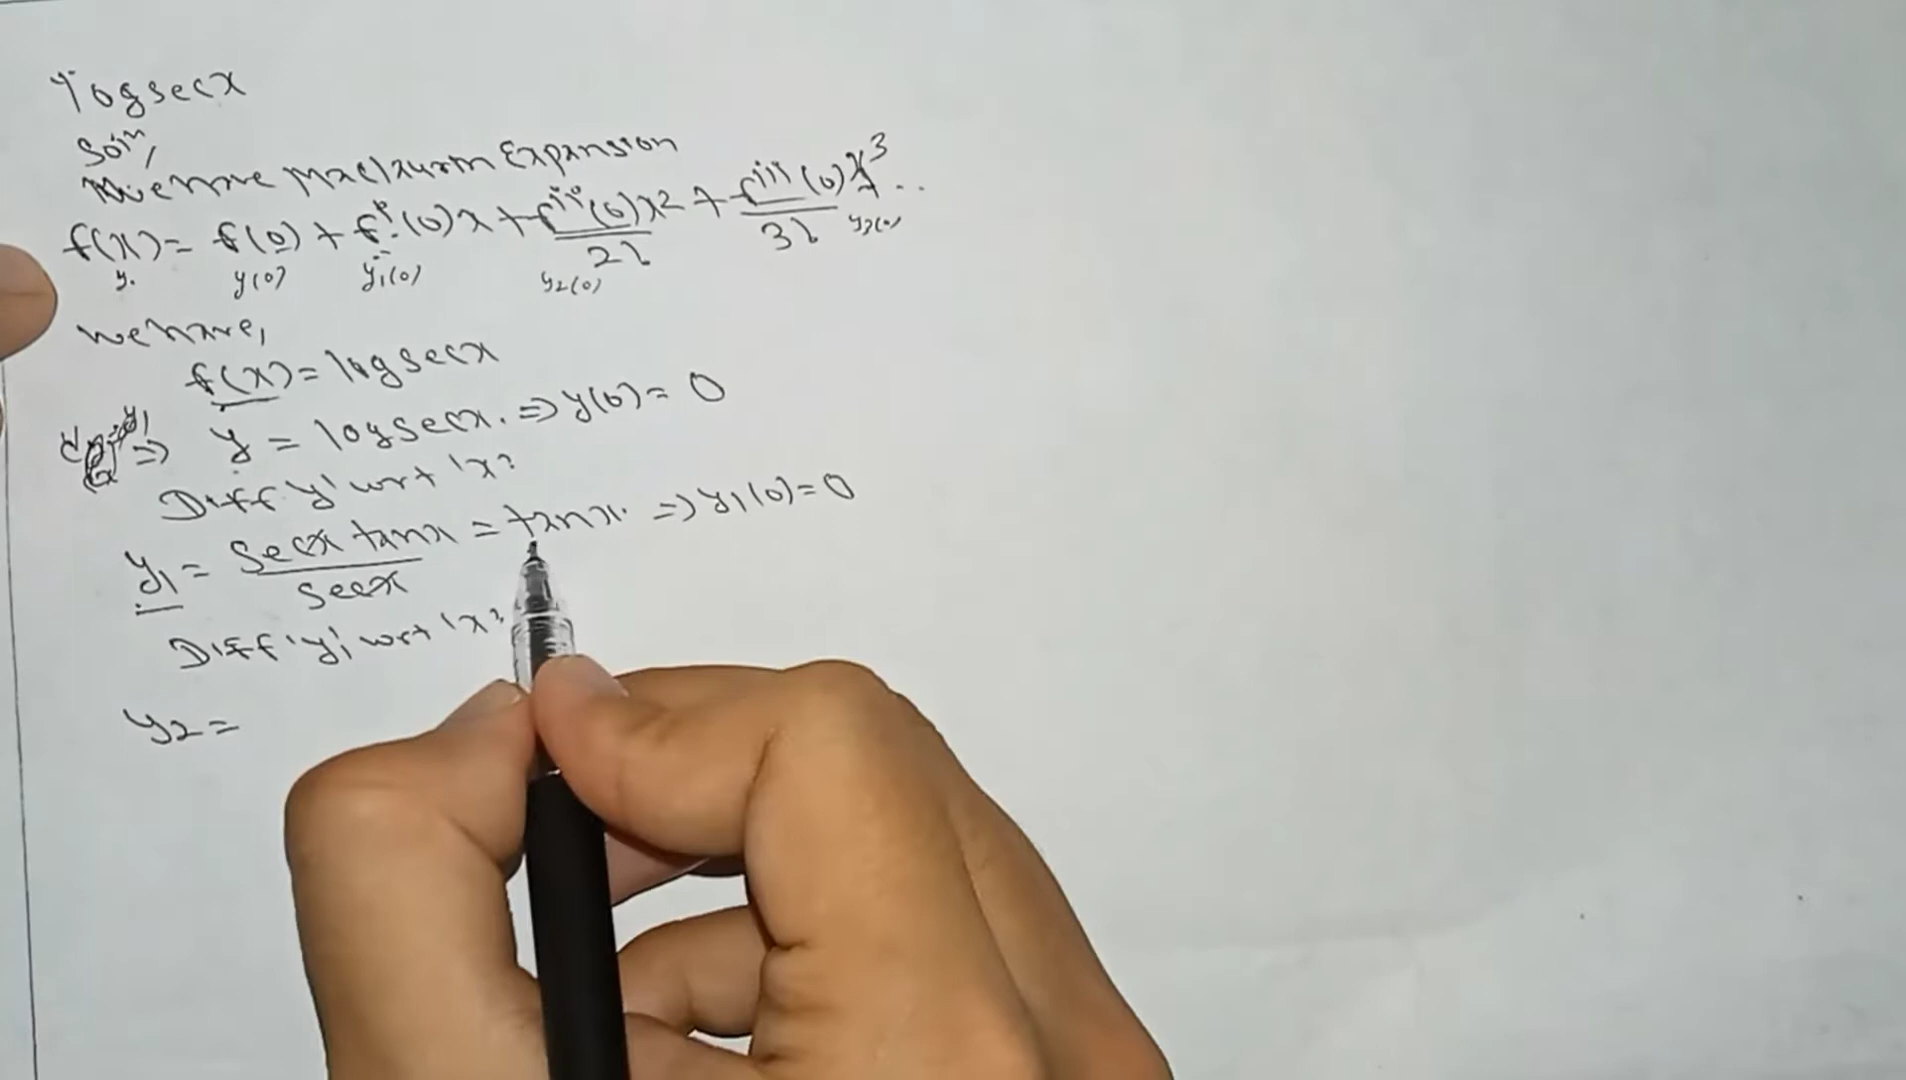 logsecx
Soln,
We have Maclaurin Expansion
f(x) = f(0) + f'(0)x + f''(0)x2 / 2! + f'''(0)x3 / 3! + ..
y. y(0) y1(0) y2(0) y3(0)
we have,
f(x) = logsecx
=> y = logsecx. => y(0) = 0
Diff 'y' wrt 'x'
y1 = secx tanx / secx = tanx. => y1(0) = 0
Diff 'y1' wrt 'x'
y2 =